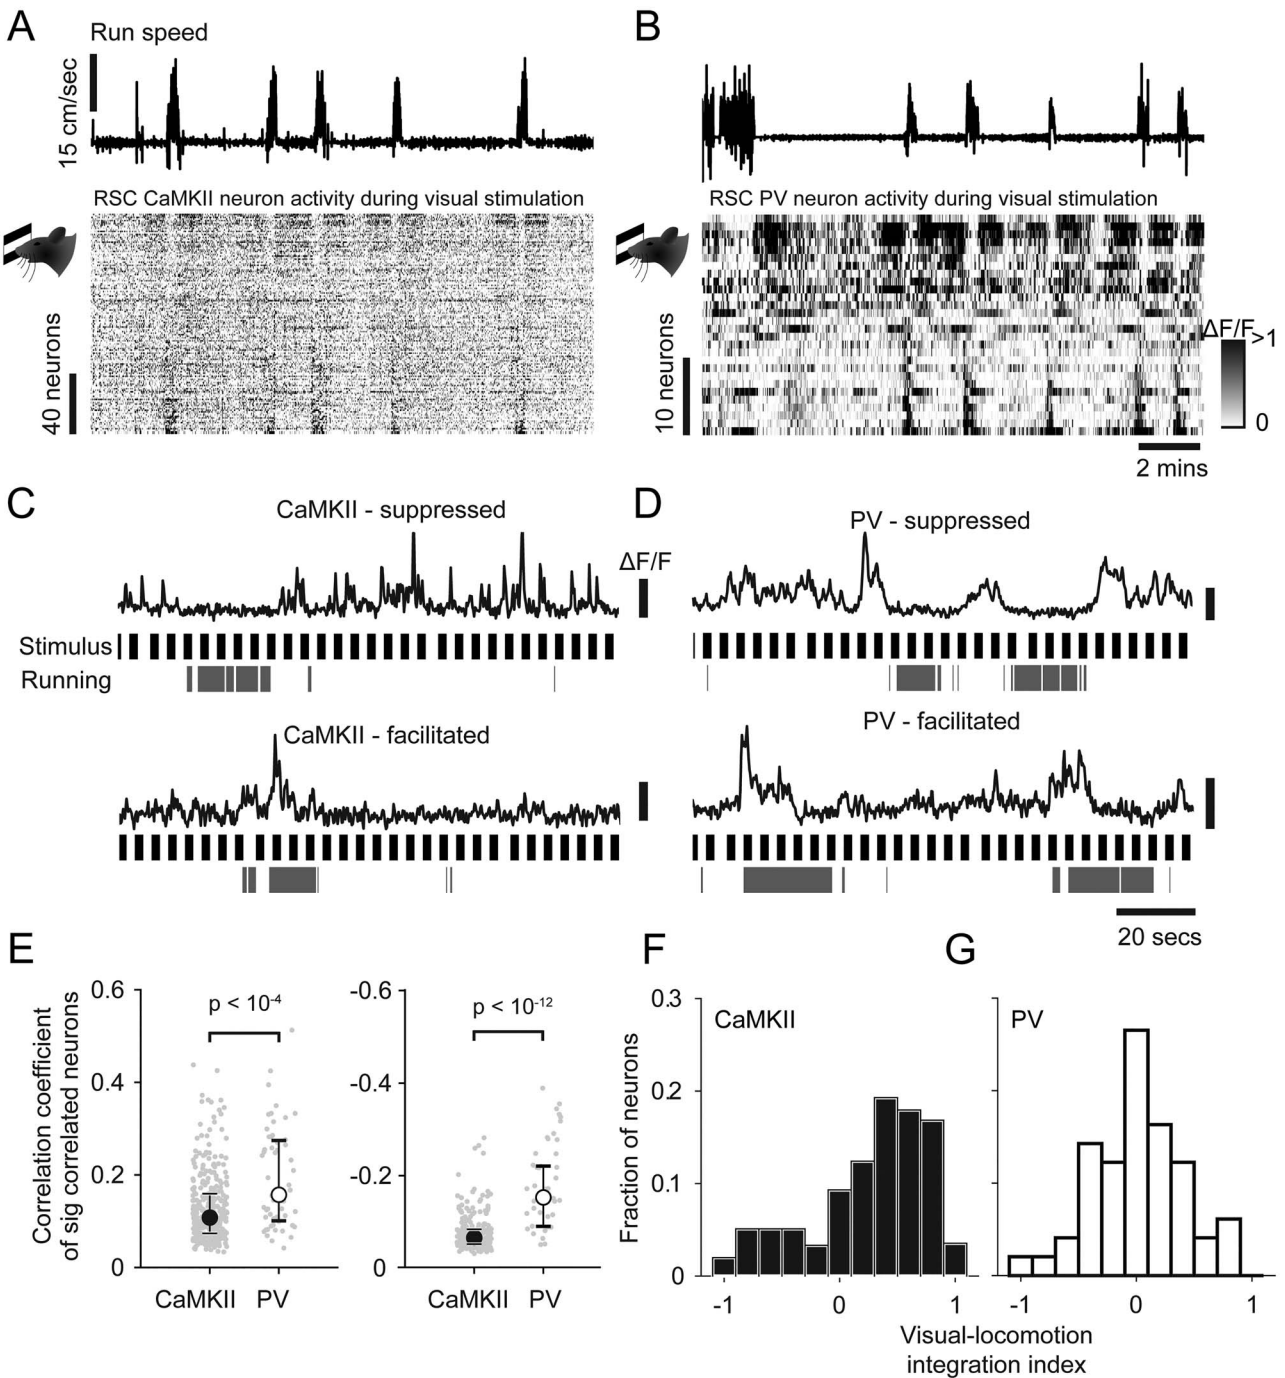 A
Run speed
15 cm/sec
RSC CaMKII neuron activity during visual stimulation
40 neurons
B
RSC PV neuron activity during visual stimulation
10 neurons
ΔF/F
>1
0
2 mins
C
CaMKII - suppressed
ΔF/F
Stimulus
Running
CaMKII - facilitated
D
PV - suppressed
PV - facilitated
20 secs
E
Correlation coefficient
of sig correlated neurons
0.6
0.4
0.2
0
p < 10-4
CaMKII PV
-0.6
-0.4
-0.2
0
p < 10-12
CaMKII PV
F
Fraction of neurons
0.3
0.2
0.1
0
CaMKII
-1 0 1
G
PV
-1 0 1
Visual-locomotion
integration index